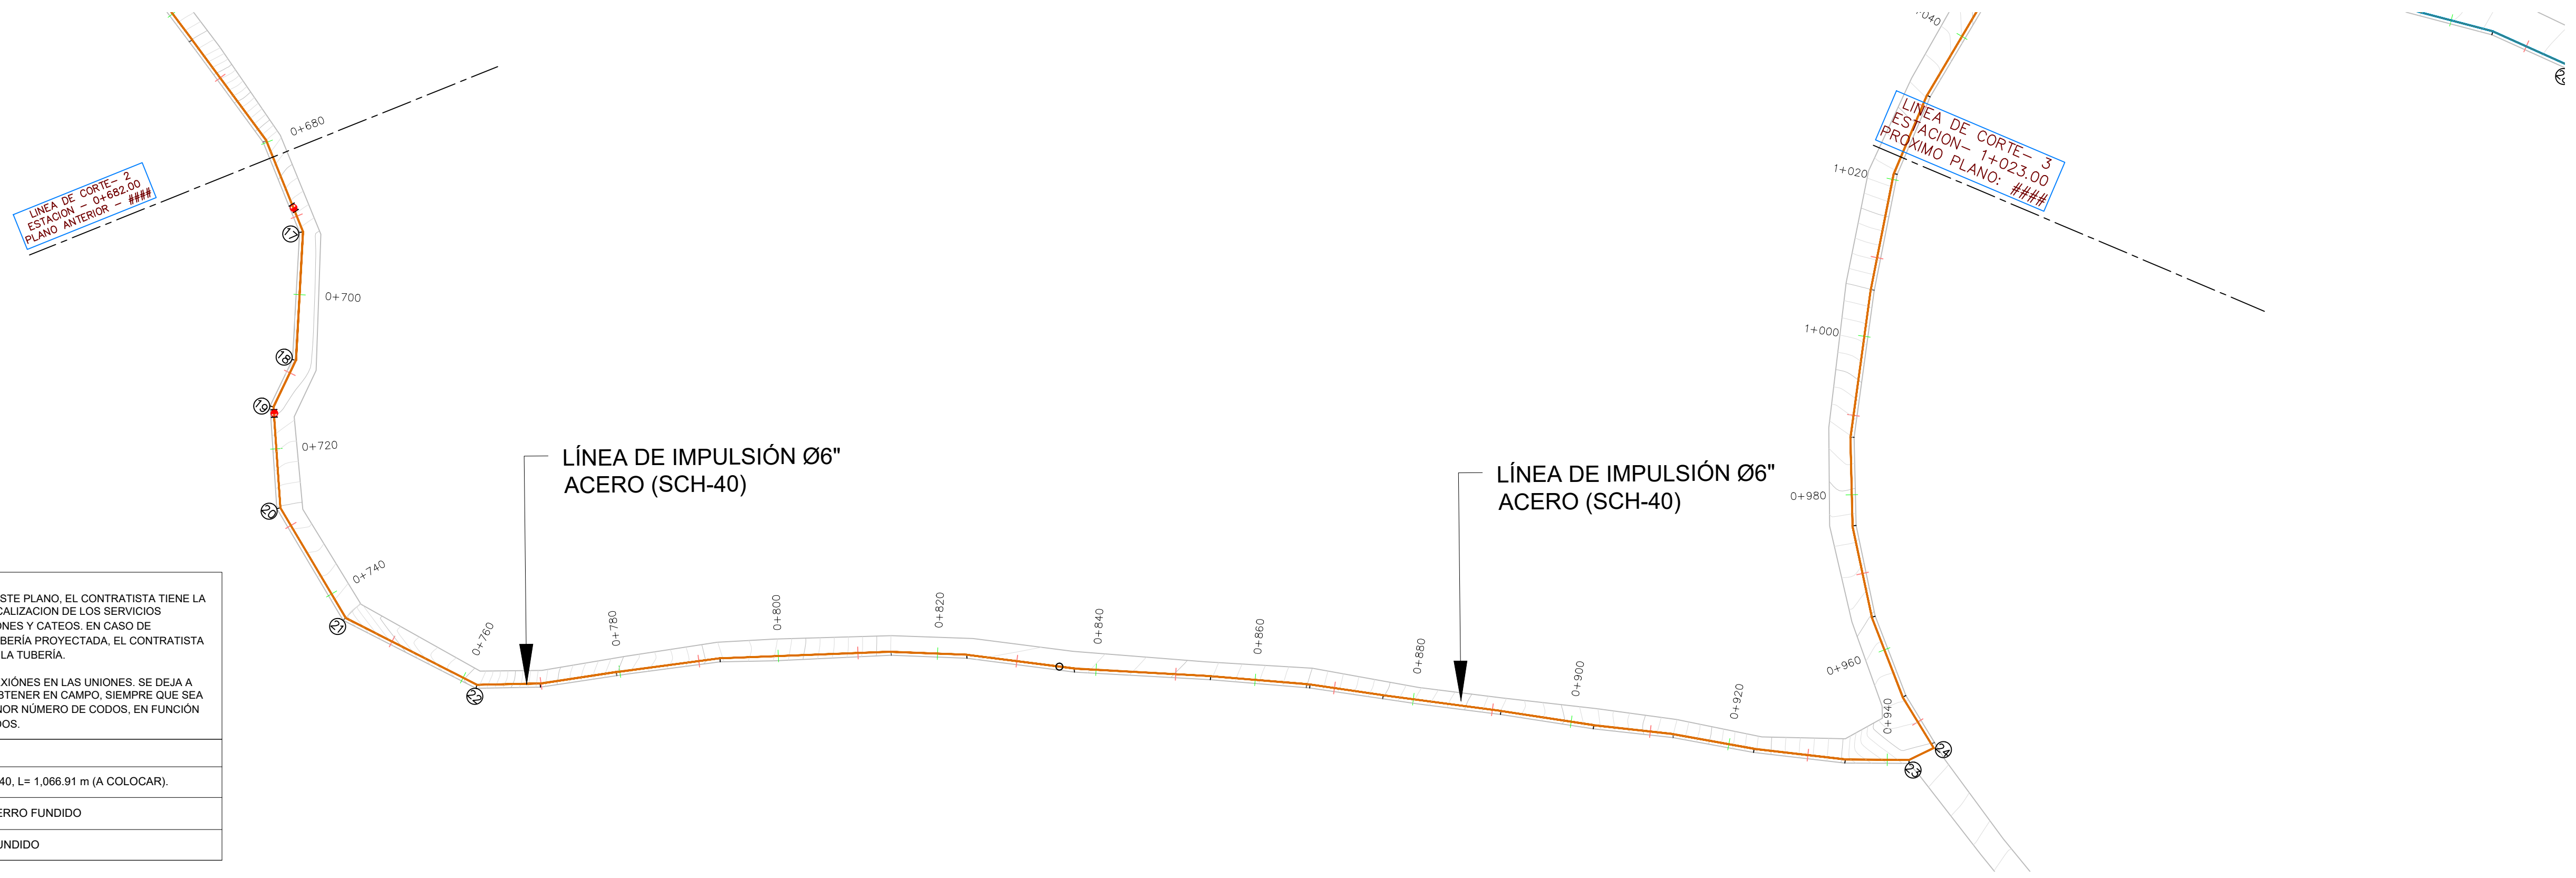 1+040
0+680
LINEA DE CORTE– 2
ESTACION – 0+682.00
PLANO ANTERIOR – ####
LINEA DE CORTE– 3
ESTACION– 1+023.00
PROXIMO PLANO: ####
1+020
17
0+700
1+000
18
19
0+720
LÍNEA DE IMPULSIÓN Ø6"
ACERO (SCH-40)
LÍNEA DE IMPULSIÓN Ø6"
ACERO (SCH-40)
0+980
20
0+740
21
0+760
22
0+780
0+800
0+820
0+840
0+860
0+880
0+900
0+920
0+940
0+960
23
24
STE PLANO, EL CONTRATISTA TIENE LA
CALIZACION DE LOS SERVICIOS
ONES Y CATEOS. EN CASO DE
BERÍA PROYECTADA, EL CONTRATISTA
LA TUBERÍA.
EXIÓNES EN LAS UNIONES. SE DEJA A
BTENER EN CAMPO, SIEMPRE QUE SEA
NOR NÚMERO DE CODOS, EN FUNCIÓN
DOS.
40, L= 1,066.91 m (A COLOCAR).
ERRO FUNDIDO
UNDIDO